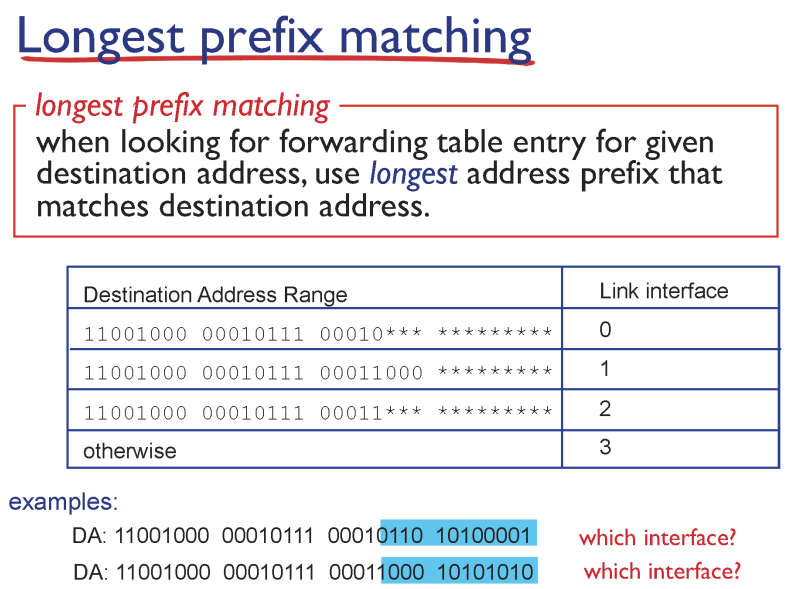 Longest prefix matching
longest prefix matching
when looking for forwarding table entry for given
destination address, use longest address prefix that
matches destination address.
Destination Address Range Link interface
11001000 00010111 00010*** ********* 0
11001000 00010111 00011000 ********* 1
11001000 00010111 00011*** ********* 2
otherwise 3
examples:
DA: 11001000 00010111 00010110 10100001 which interface?
DA: 11001000 00010111 00011000 10101010 which interface?